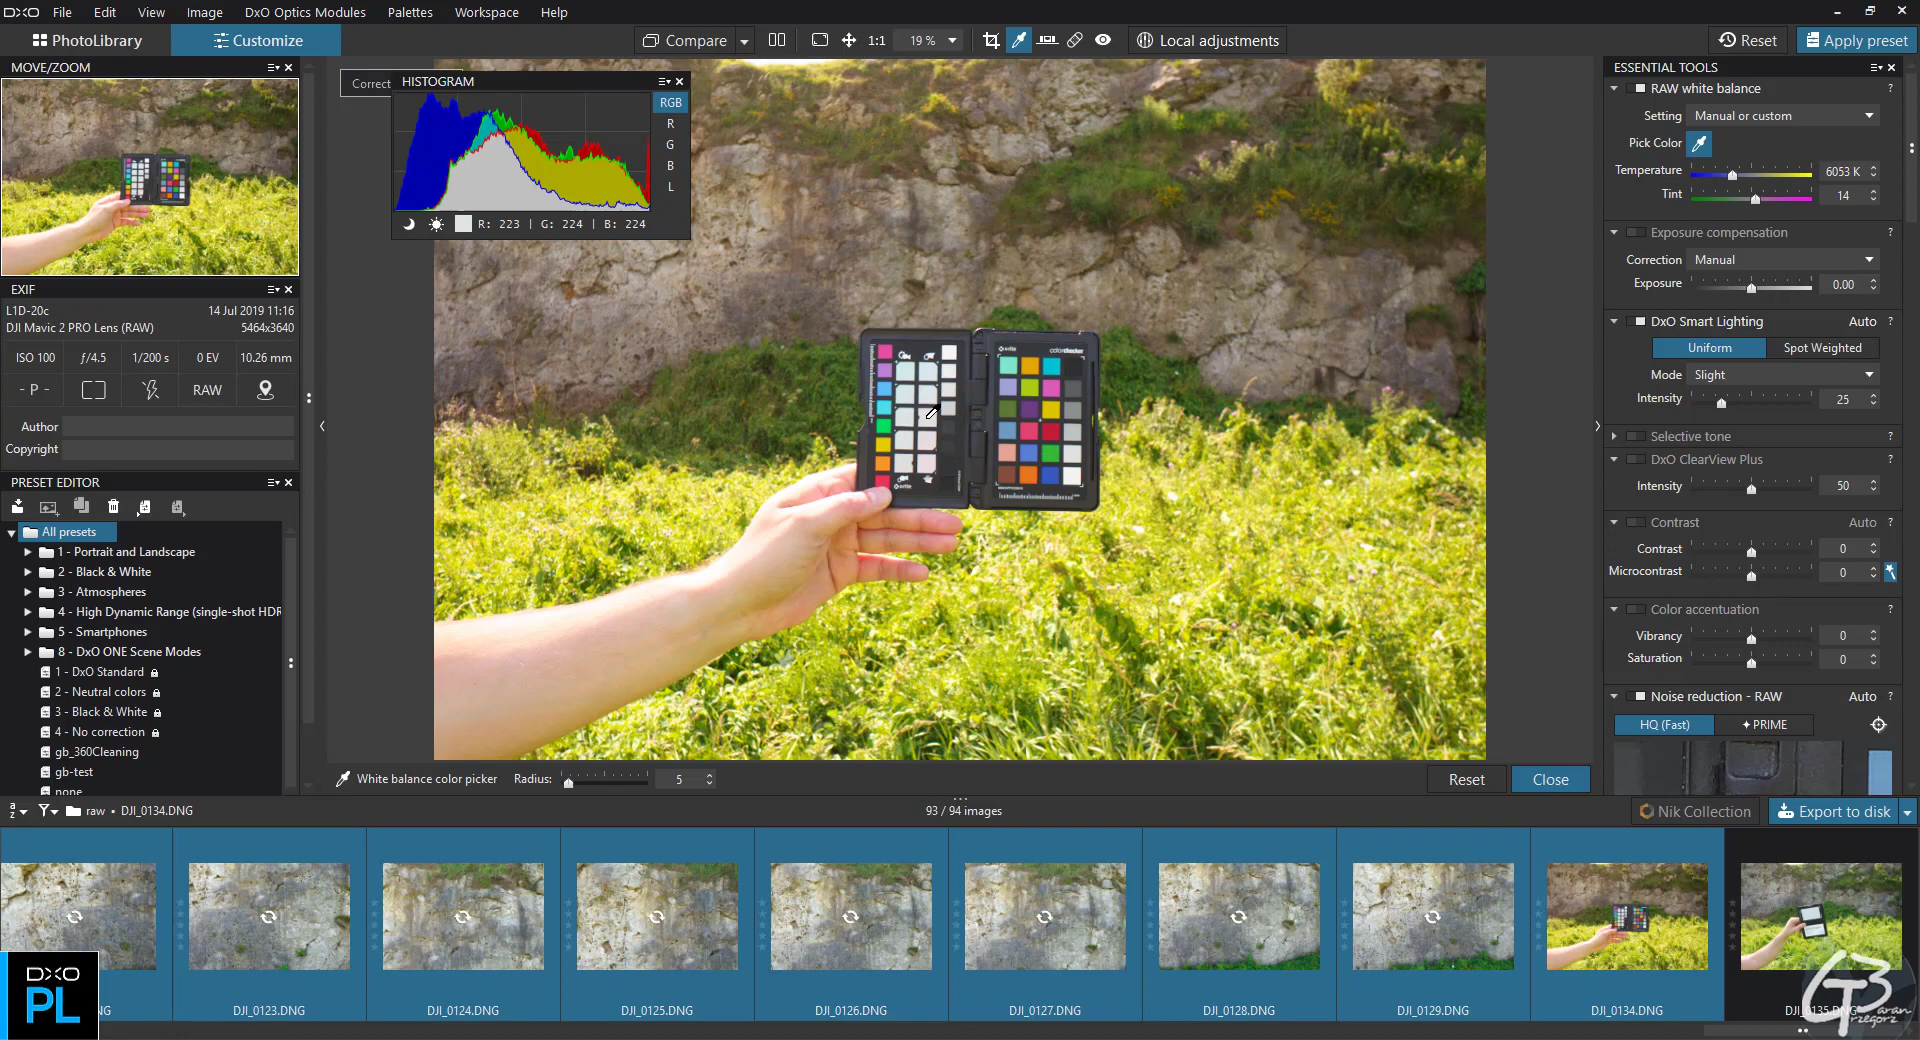 DXO File Edit View Image DxO Optics Modules Palettes Workspace Help
PhotoLibrary Customize Compare 1:1 19 % Local adjustments Reset Apply preset
MOVE/ZOOM
Correct
HISTOGRAM
RGB
R
G
B
L
R: 223 | G: 224 | B: 224
EXIF
L1D-20c 14 Jul 2019 11:16
DJI Mavic 2 PRO Lens (RAW) 5464x3640
ISO 100 ƒ/4.5 1/200 s 0 EV 10.26 mm
- P - RAW
Author
Copyright
PRESET EDITOR
All presets
1 - Portrait and Landscape
2 - Black & White
3 - Atmospheres
4 - High Dynamic Range (single-shot HDR
5 - Smartphones
8 - DxO ONE Scene Modes
1 - DxO Standard
2 - Neutral colors
3 - Black & White
4 - No correction
gb_360Cleaning
gb-test
none
colorchecker
ESSENTIAL TOOLS
RAW white balance ?
Setting Manual or custom
Pick Color
Temperature 6053 K
Tint 14
Exposure compensation ?
Correction Manual
Exposure 0.00
DxO Smart Lighting Auto ?
Uniform Spot Weighted
Mode Slight
Intensity 25
Selective tone ?
DxO ClearView Plus ?
Intensity 50
Contrast Auto ?
Contrast 0
Microcontrast 0
Color accentuation ?
Vibrancy 0
Saturation 0
Noise reduction - RAW Auto ?
HQ (Fast) PRIME
White balance color picker Radius: 5 Reset Close
a z raw • DJI_0134.DNG 93 / 94 images Nik Collection Export to disk
NG DJI_0123.DNG DJI_0124.DNG DJI_0125.DNG DJI_0126.DNG DJI_0127.DNG DJI_0128.DNG DJI_0129.DNG DJI_0134.DNG DJI_0135.DNG
DXO
PL